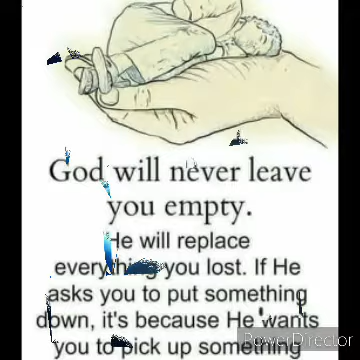 God will never leave
you empty.
He will replace
everything you lost. If He
asks you to put something
down, it's because He wants
you to pick up something
PowerDirector